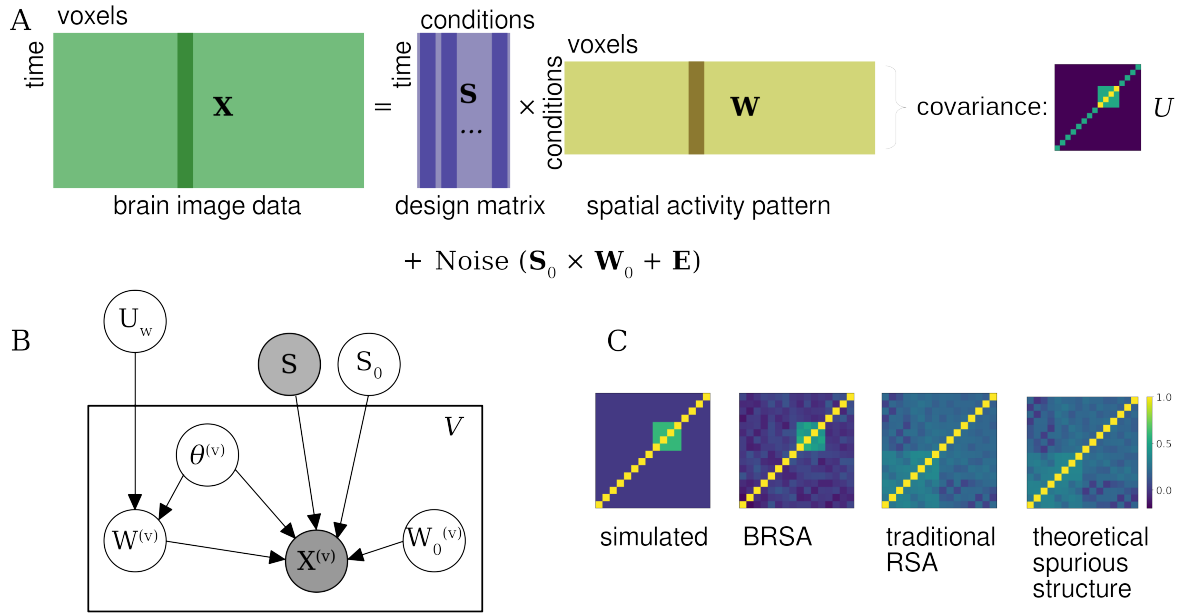 A
voxels
time
X
brain image data
=
conditions
time
S
...
design matrix
×
voxels
conditions
W
spatial activity pattern
covariance:
U
+ Noise (S₀ × W₀ + E)
B
U_w
S
S₀
V
θ⁽ᵛ⁾
W⁽ᵛ⁾
X⁽ᵛ⁾
W₀⁽ᵛ⁾
C
1.0
0.5
0.0
simulated
BRSA
traditional
RSA
theoretical
spurious
structure